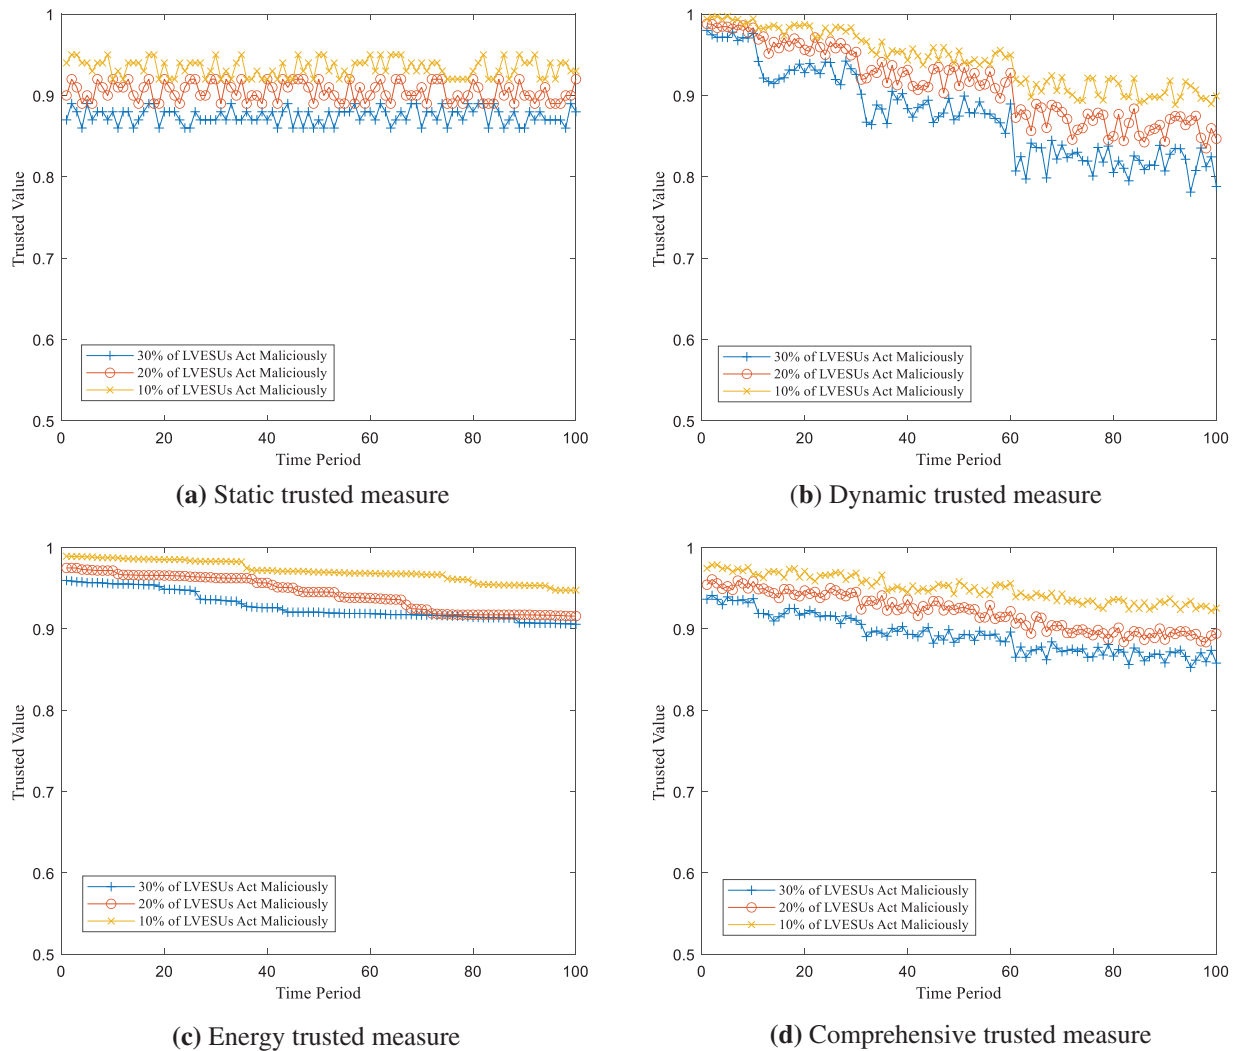 1
0.9
0.8
0.7
0.6
0.5
Trusted Value
30% of LVESUs Act Maliciously
20% of LVESUs Act Maliciously
10% of LVESUs Act Maliciously
0 20 40 60 80 100
Time Period
(a) Static trusted measure
1
0.9
0.8
0.7
0.6
0.5
Trusted Value
30% of LVESUs Act Maliciously
20% of LVESUs Act Maliciously
10% of LVESUs Act Maliciously
0 20 40 60 80 100
Time Period
(b) Dynamic trusted measure
1
0.9
0.8
0.7
0.6
0.5
Trusted Value
30% of LVESUs Act Maliciously
20% of LVESUs Act Maliciously
10% of LVESUs Act Maliciously
0 20 40 60 80 100
Time Period
(c) Energy trusted measure
1
0.9
0.8
0.7
0.6
0.5
Trusted Value
30% of LVESUs Act Maliciously
20% of LVESUs Act Maliciously
10% of LVESUs Act Maliciously
0 20 40 60 80 100
Time Period
(d) Comprehensive trusted measure